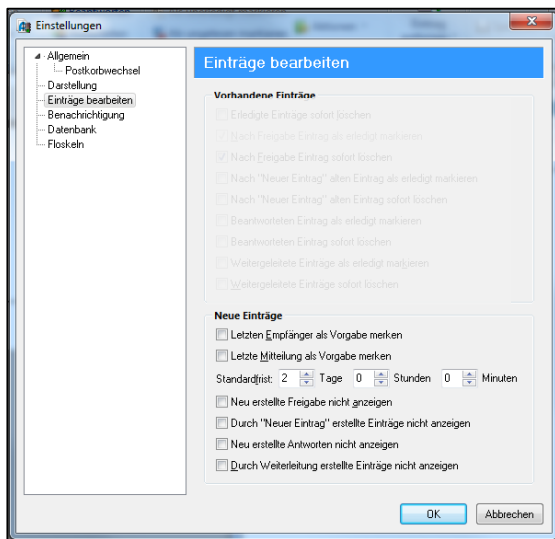 Einstellungen
Allgemein
Postkorbwechsel
Darstellung
Einträge bearbeiten
Benachrichtigung
Datenbank
Floskeln
Einträge bearbeiten
Vorhandene Einträge
Erledigte Einträge sofort löschen
Nach Freigabe Eintrag als erledigt markieren
Nach Freigabe Eintrag sofort löschen
Nach "Neuer Eintrag" alten Eintrag als erledigt markieren
Nach "Neuer Eintrag" alten Eintrag sofort löschen
Beantworteten Eintrag als erledigt markieren
Beantworteten Eintrag sofort löschen
Weitergeleitete Einträge als erledigt markieren
Weitergeleitete Einträge sofort löschen
Neue Einträge
Letzten Empfänger als Vorgabe merken
Letzte Mitteilung als Vorgabe merken
Standardfrist: 2 Tage 0 Stunden 0 Minuten
Neu erstellte Freigabe nicht anzeigen
Durch "Neuer Eintrag" erstellte Einträge nicht anzeigen
Neu erstellte Antworten nicht anzeigen
Durch Weiterleitung erstellte Einträge nicht anzeigen
OK Abbrechen